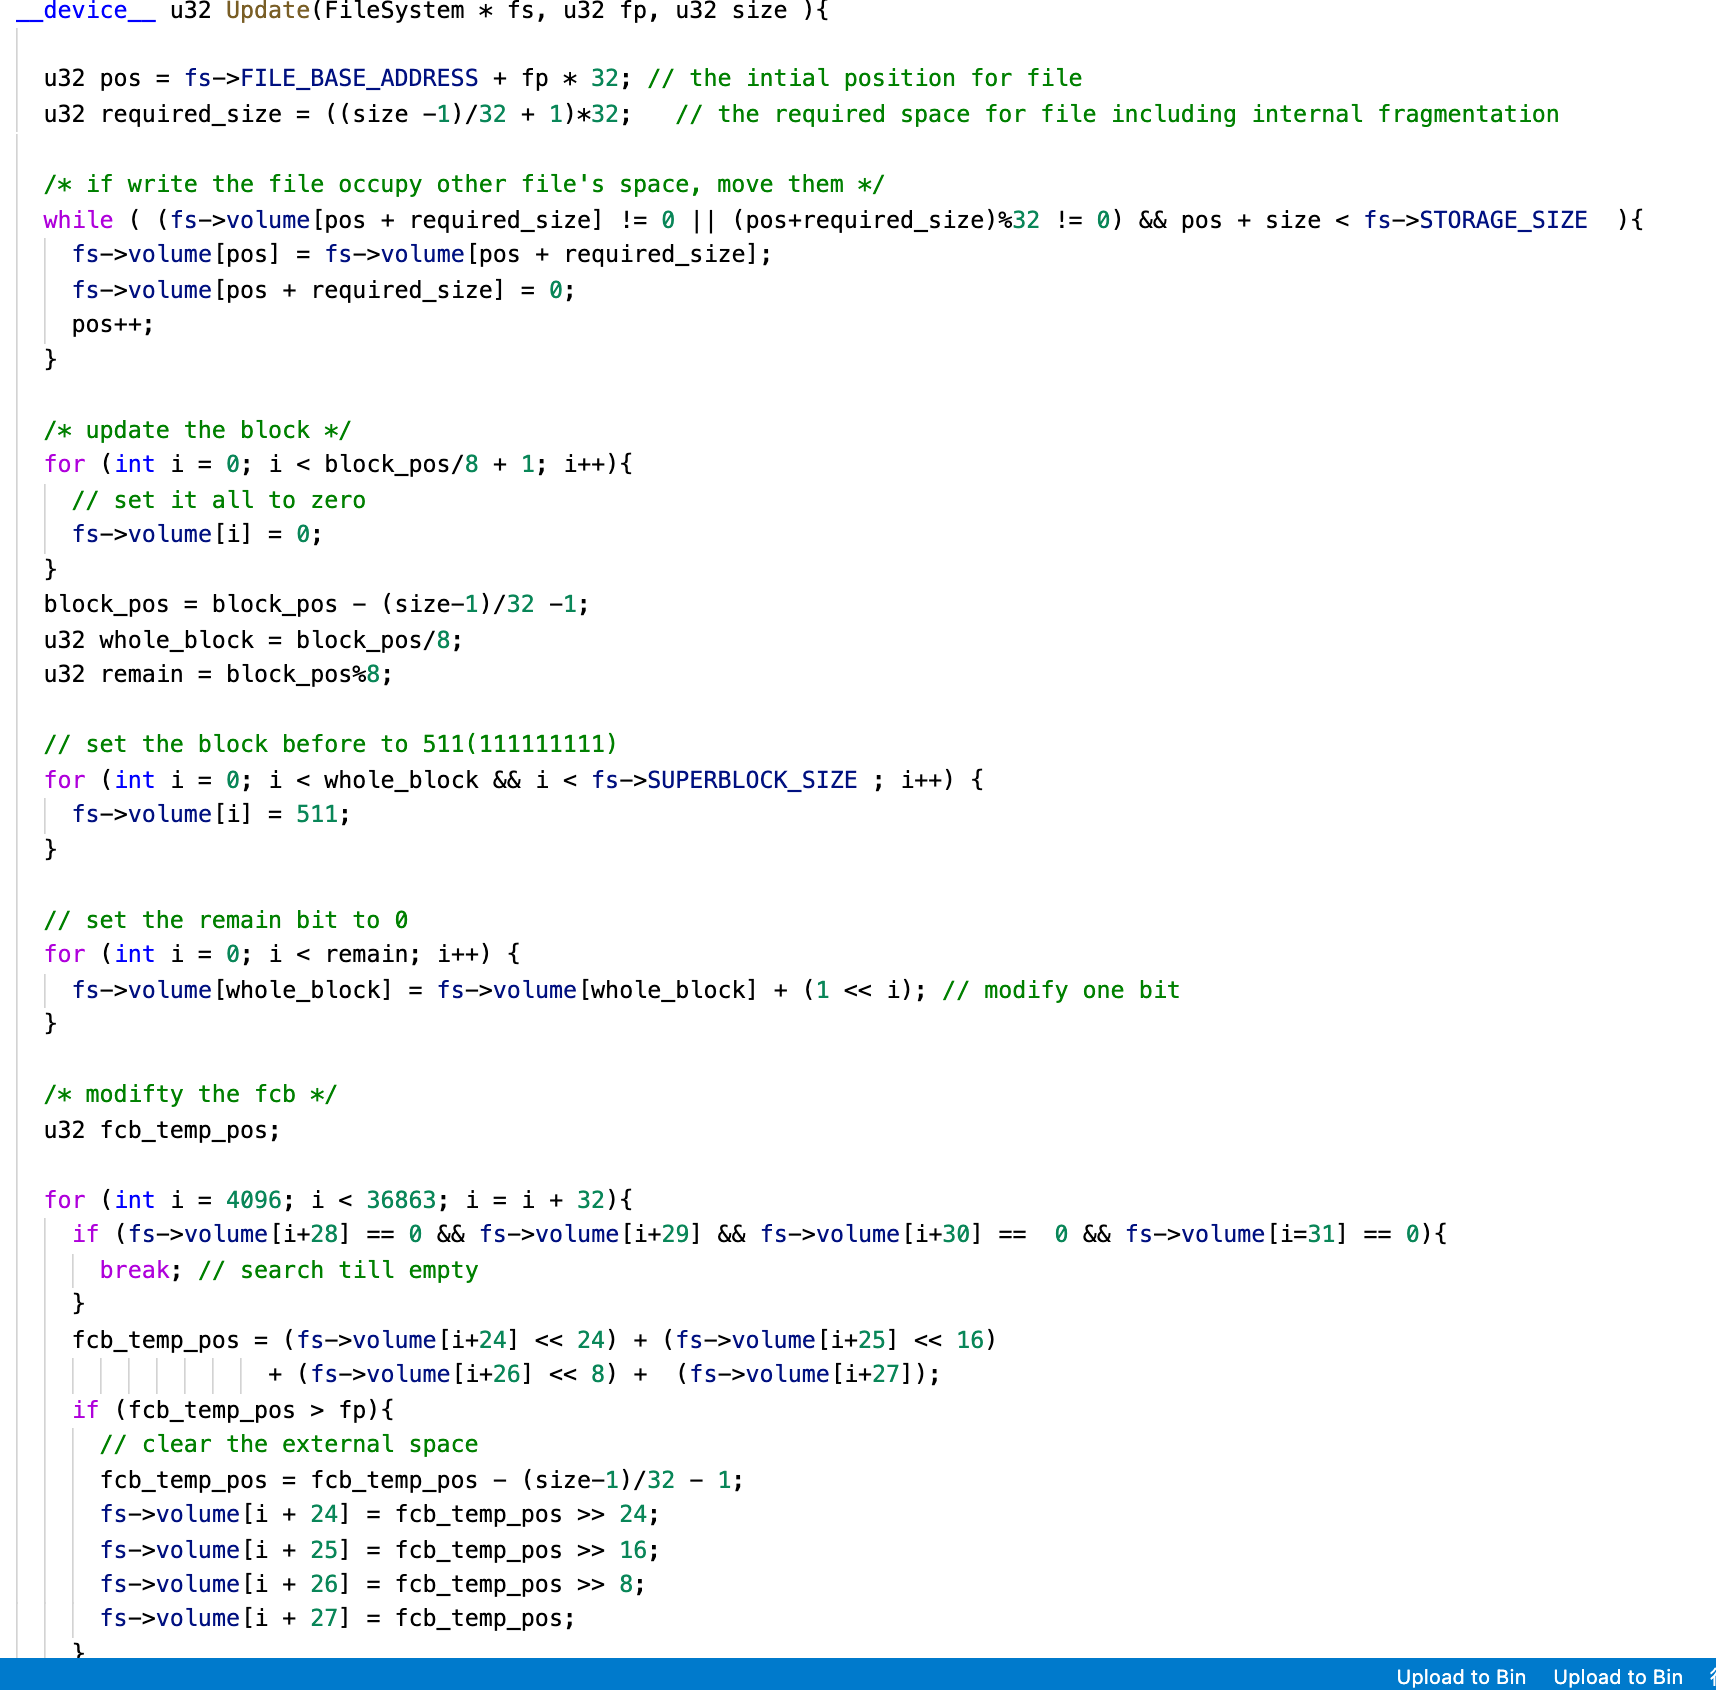 __device__ u32 Update(FileSystem * fs, u32 fp, u32 size ){
u32 pos = fs->FILE_BASE_ADDRESS + fp * 32; // the intial position for file
u32 required_size = ((size -1)/32 + 1)*32;   // the required space for file including internal fragmentation
/* if write the file occupy other file's space, move them */
while ( (fs->volume[pos + required_size] != 0 || (pos+required_size)%32 != 0) && pos + size < fs->STORAGE_SIZE  ){
fs->volume[pos] = fs->volume[pos + required_size];
fs->volume[pos + required_size] = 0;
pos++;
}
/* update the block */
for (int i = 0; i < block_pos/8 + 1; i++){
// set it all to zero
fs->volume[i] = 0;
}
block_pos = block_pos - (size-1)/32 -1;
u32 whole_block = block_pos/8;
u32 remain = block_pos%8;
// set the block before to 511(111111111)
for (int i = 0; i < whole_block && i < fs->SUPERBLOCK_SIZE ; i++) {
fs->volume[i] = 511;
}
// set the remain bit to 0
for (int i = 0; i < remain; i++) {
fs->volume[whole_block] = fs->volume[whole_block] + (1 << i); // modify one bit
}
/* modifty the fcb */
u32 fcb_temp_pos;
for (int i = 4096; i < 36863; i = i + 32){
if (fs->volume[i+28] == 0 && fs->volume[i+29] && fs->volume[i+30] ==  0 && fs->volume[i=31] == 0){
break; // search till empty
}
fcb_temp_pos = (fs->volume[i+24] << 24) + (fs->volume[i+25] << 16)
+ (fs->volume[i+26] << 8) +  (fs->volume[i+27]);
if (fcb_temp_pos > fp){
// clear the external space
fcb_temp_pos = fcb_temp_pos - (size-1)/32 - 1;
fs->volume[i + 24] = fcb_temp_pos >> 24;
fs->volume[i + 25] = fcb_temp_pos >> 16;
fs->volume[i + 26] = fcb_temp_pos >> 8;
fs->volume[i + 27] = fcb_temp_pos;
}
Upload to Bin Upload to Bin